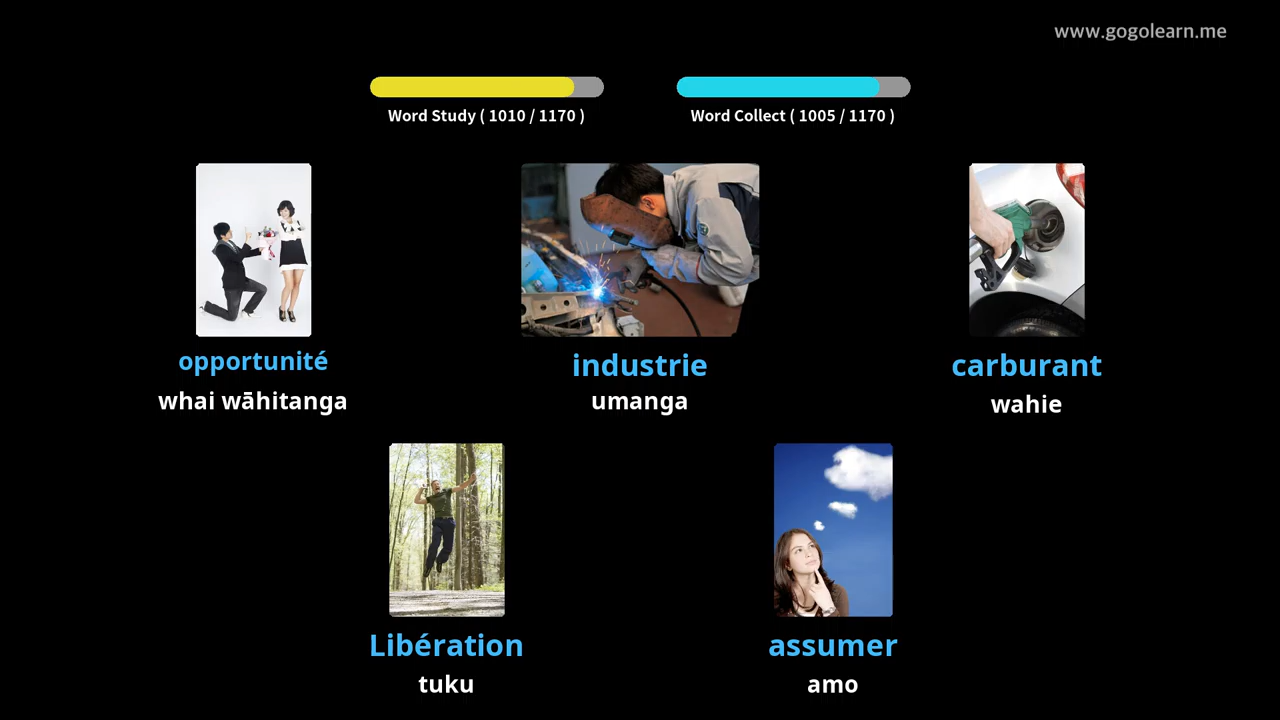 www.gogolearn.me
Word Study ( 1010 / 1170 )
Word Collect ( 1005 / 1170 )
opportunité
whai wāhitanga
industrie
umanga
carburant
wahie
Libération
tuku
assumer
amo